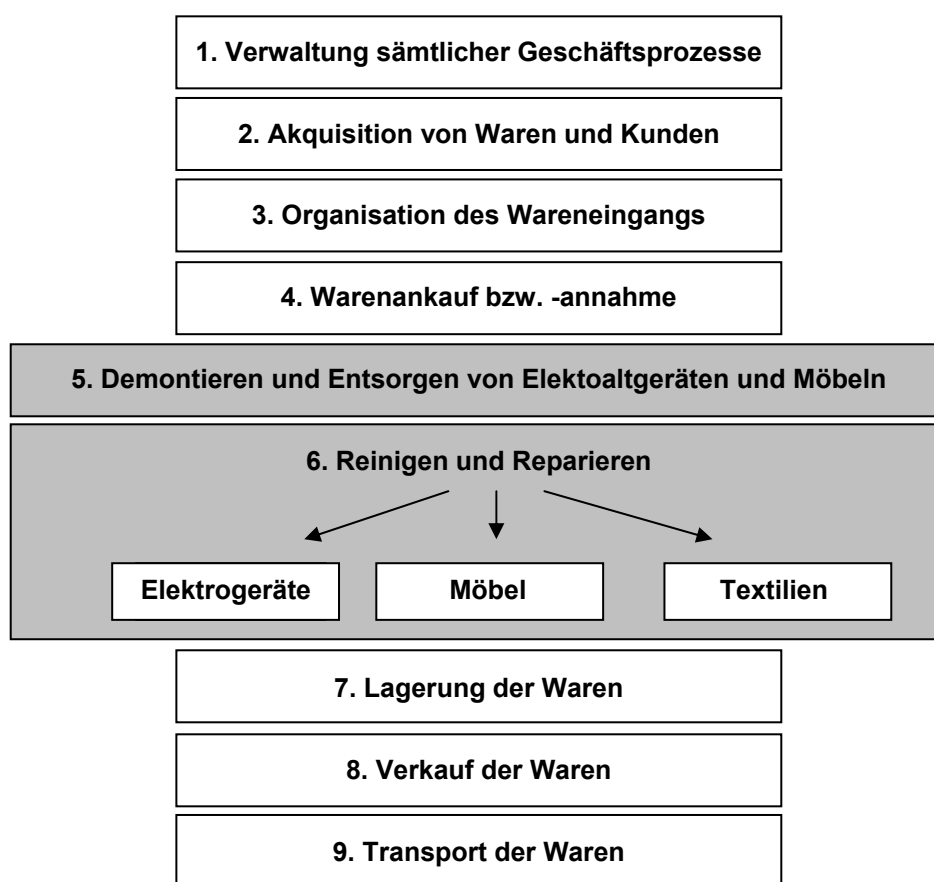 1. Verwaltung sämtlicher Geschäftsprozesse
2. Akquisition von Waren und Kunden
3. Organisation des Wareneingangs
4. Warenankauf bzw. -annahme
5. Demontieren und Entsorgen von Elektoaltgeräten und Möbeln
6. Reinigen und Reparieren
Elektrogeräte
Möbel
Textilien
7. Lagerung der Waren
8. Verkauf der Waren
9. Transport der Waren